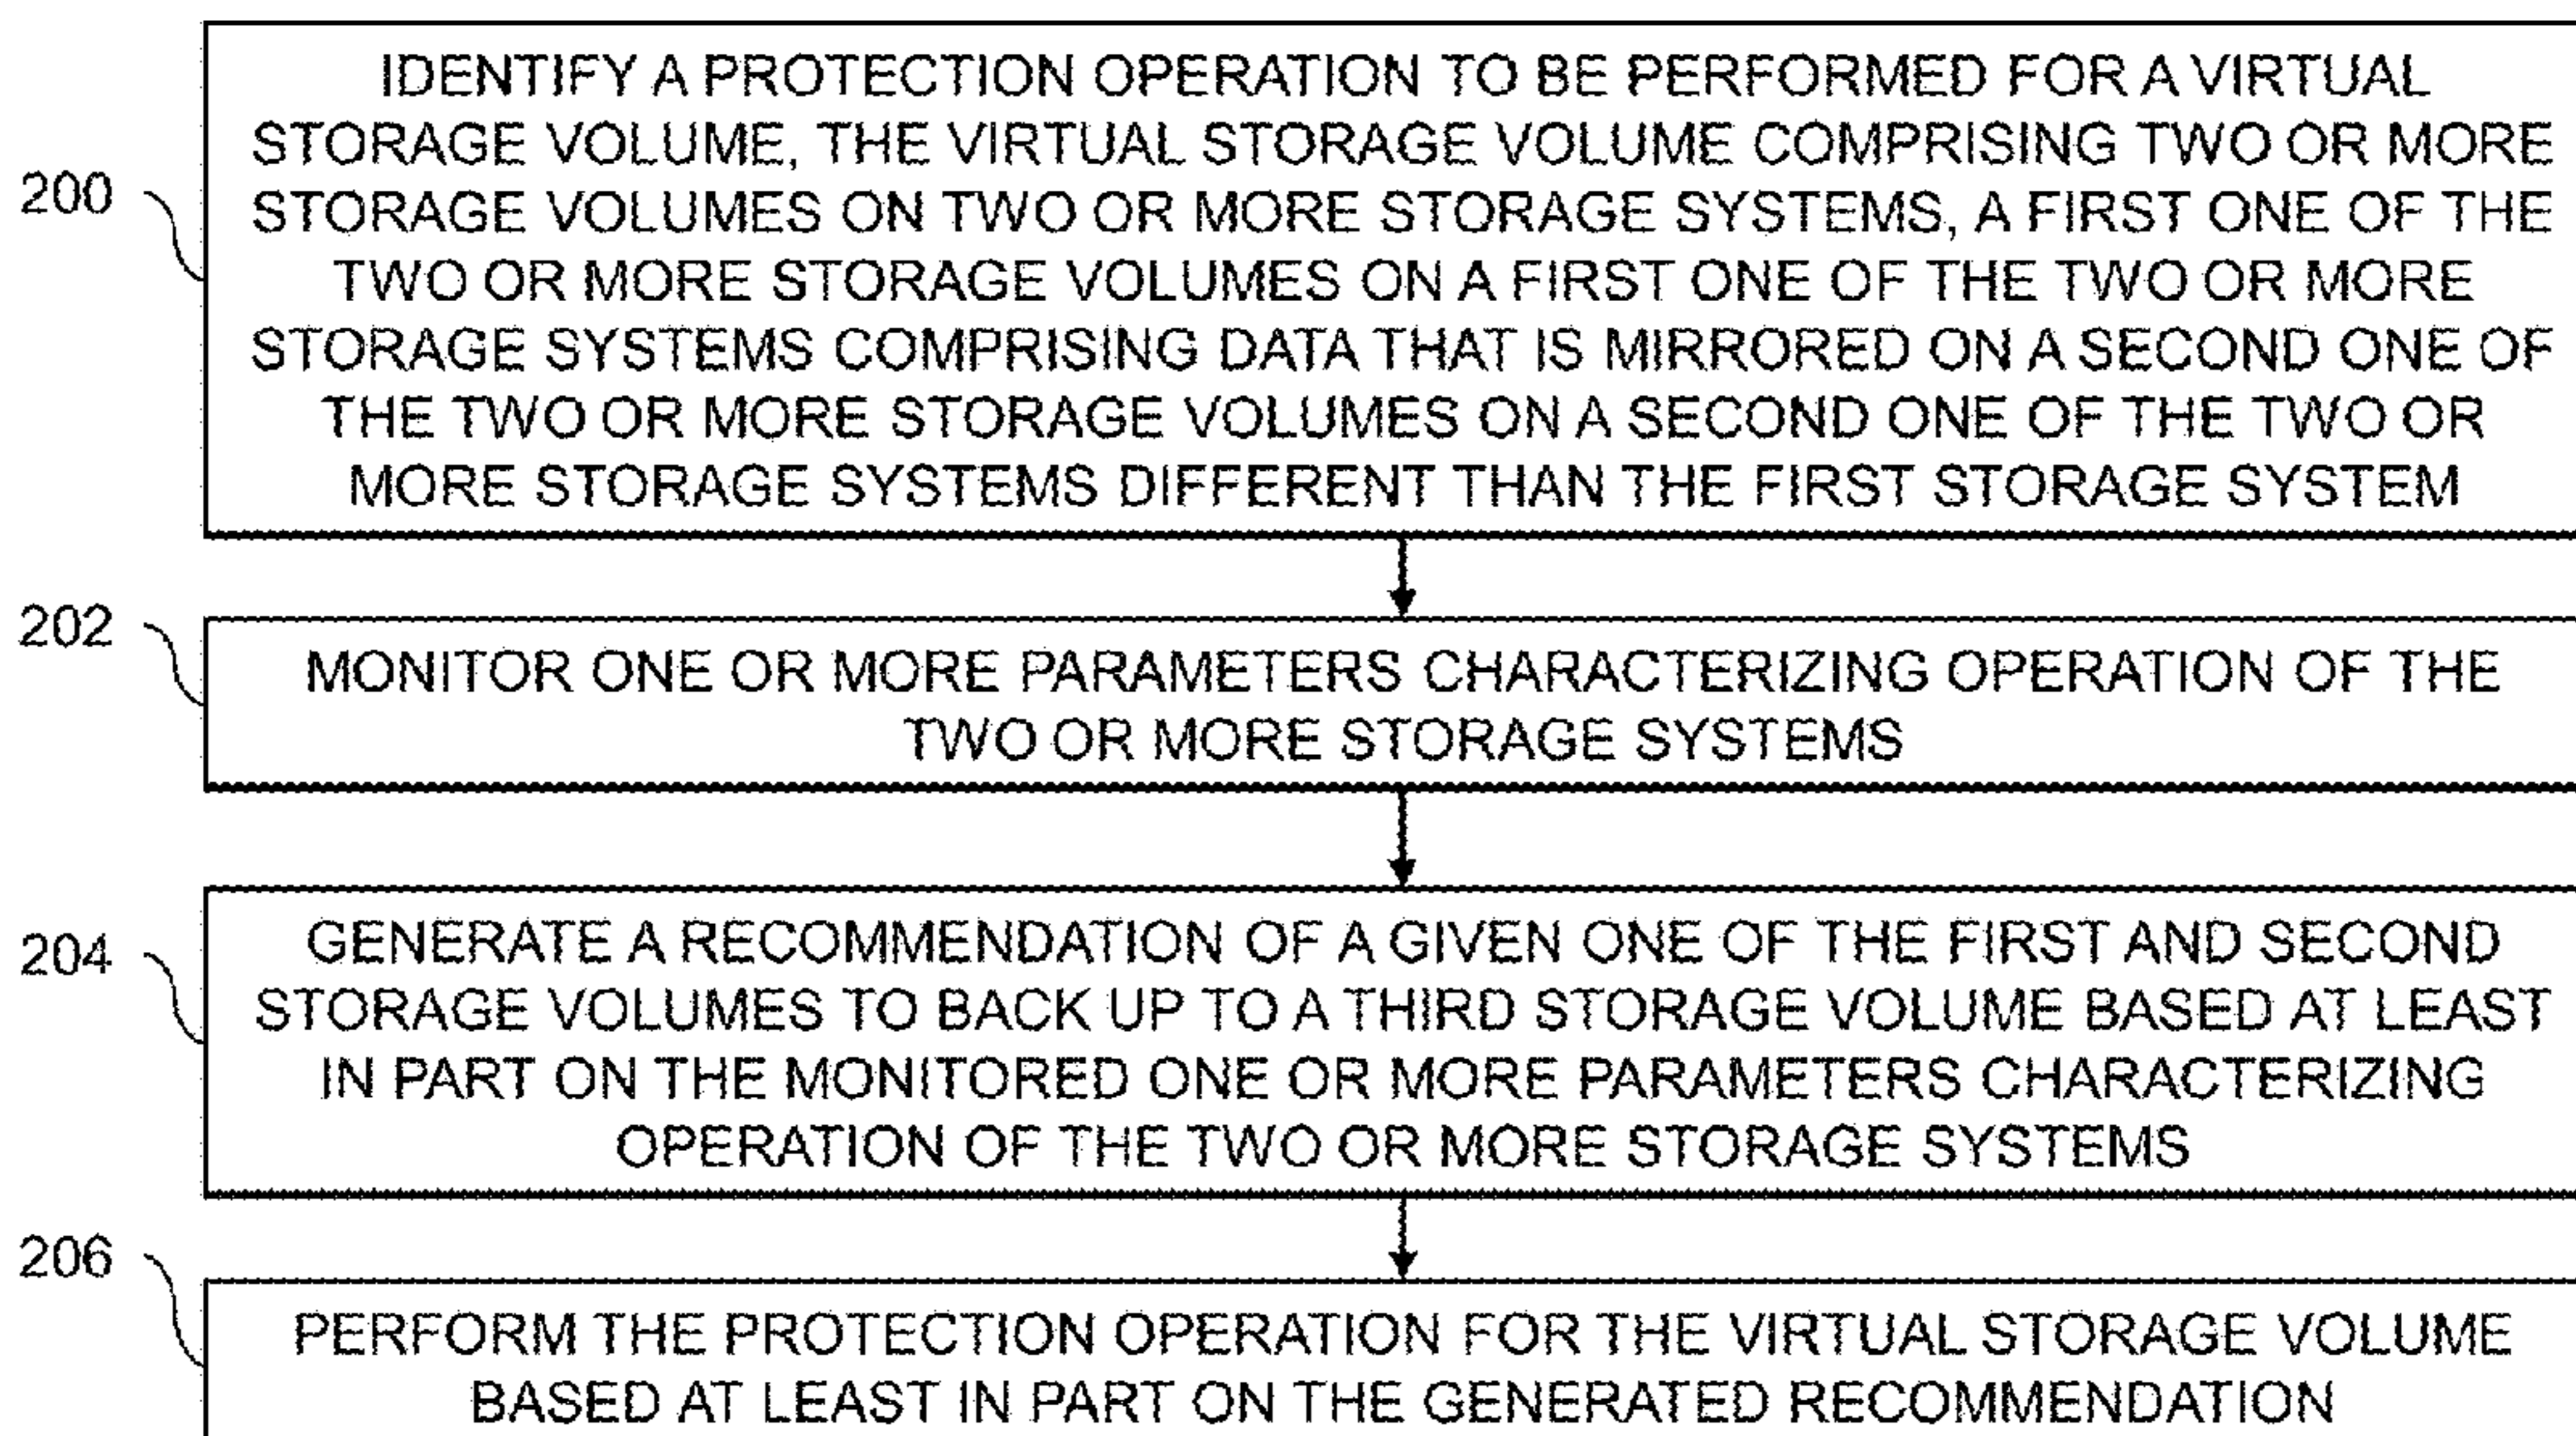 200
IDENTIFY A PROTECTION OPERATION TO BE PERFORMED FOR A VIRTUAL
STORAGE VOLUME, THE VIRTUAL STORAGE VOLUME COMPRISING TWO OR MORE
STORAGE VOLUMES ON TWO OR MORE STORAGE SYSTEMS, A FIRST ONE OF THE
TWO OR MORE STORAGE VOLUMES ON A FIRST ONE OF THE TWO OR MORE
STORAGE SYSTEMS COMPRISING DATA THAT IS MIRRORED ON A SECOND ONE OF
THE TWO OR MORE STORAGE VOLUMES ON A SECOND ONE OF THE TWO OR
MORE STORAGE SYSTEMS DIFFERENT THAN THE FIRST STORAGE SYSTEM
202
MONITOR ONE OR MORE PARAMETERS CHARACTERIZING OPERATION OF THE
TWO OR MORE STORAGE SYSTEMS
204
GENERATE A RECOMMENDATION OF A GIVEN ONE OF THE FIRST AND SECOND
STORAGE VOLUMES TO BACK UP TO A THIRD STORAGE VOLUME BASED AT LEAST
IN PART ON THE MONITORED ONE OR MORE PARAMETERS CHARACTERIZING
OPERATION OF THE TWO OR MORE STORAGE SYSTEMS
206
PERFORM THE PROTECTION OPERATION FOR THE VIRTUAL STORAGE VOLUME
BASED AT LEAST IN PART ON THE GENERATED RECOMMENDATION